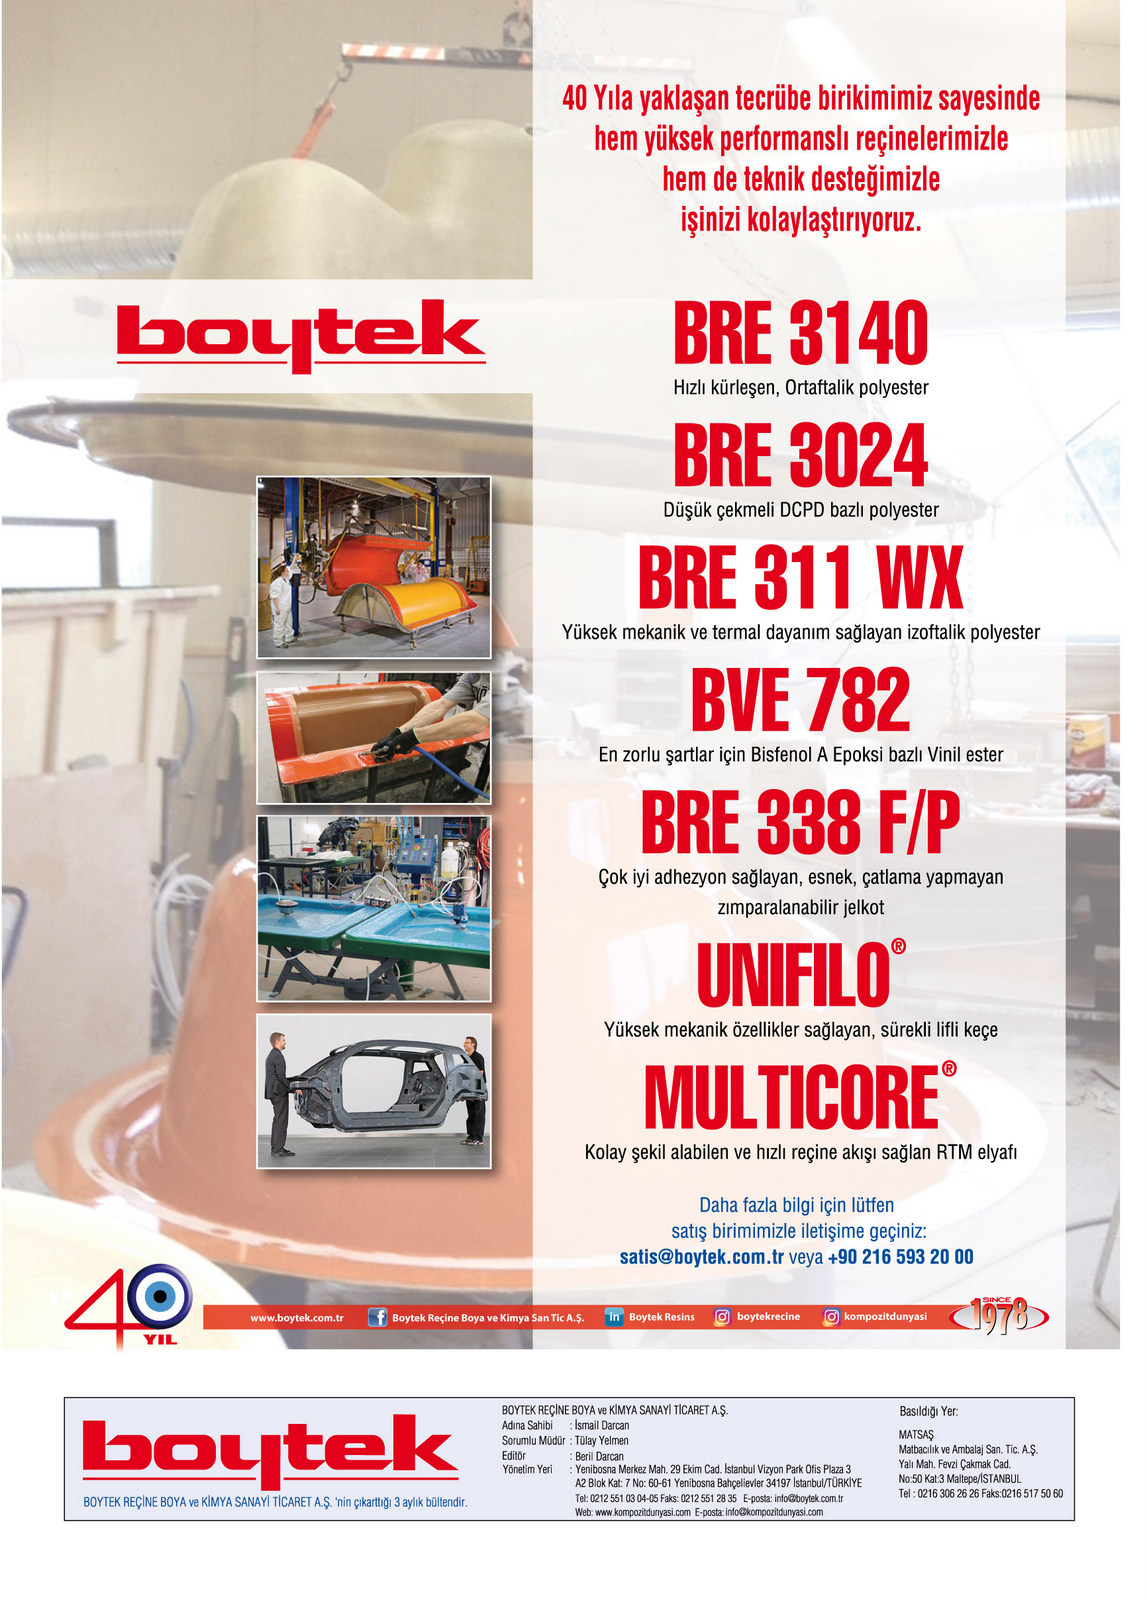 40 Yıla yaklaşan tecrübe birikimimiz sayesinde
hem yüksek performanslı reçinelerimizle
hem de teknik desteğimizle
işinizi kolaylaştırıyoruz.
boytek
BRE 3140
Hızlı kürleşen, Ortaftalik polyester
BRE 3024
Düşük çekmeli DCPD bazlı polyester
BRE 311 WX
Yüksek mekanik ve termal dayanım sağlayan izoftalik polyester
BVE 782
En zorlu şartlar için Bisfenol A Epoksi bazlı Vinil ester
BRE 338 F/P
Çok iyi adhezyon sağlayan, esnek, çatlama yapmayan
zımparalanabilir jelkot
UNIFILO®
Yüksek mekanik özellikler sağlayan, sürekli lifli keçe
MULTICORE®
Kolay şekil alabilen ve hızlı reçine akışı sağlan RTM elyafı
Daha fazla bilgi için lütfen
satış birimimizle iletişime geçiniz:
satis@boytek.com.tr veya +90 216 593 20 00
40
YIL
www.boytek.com.tr Boytek Reçine Boya ve Kimya San Tic A.Ş. Boytek Resins boytekrecine kompozitdunyasi
SINCE
1978
boytek
BOYTEK REÇİNE BOYA ve KİMYA SANAYİ TİCARET A.Ş. 'nin çıkarttığı 3 aylık bültendir.
BOYTEK REÇİNE BOYA ve KİMYA SANAYİ TİCARET A.Ş.
Adına Sahibi : İsmail Darcan
Sorumlu Müdür : Tülay Yelmen
Editör : Beril Darcan
Yönetim Yeri : Yenibosna Merkez Mah. 29 Ekim Cad. İstanbul Vizyon Park Ofis Plaza 3
A2 Blok Kat: 7 No: 60-61 Yenibosna Bahçelievler 34197 İstanbul/TÜRKİYE
Tel: 0212 551 03 04-05 Faks: 0212 551 28 35 E-posta: info@boytek.com.tr
Web: www.kompozitdunyasi.com E-posta: info@kompozitdunyasi.com
Basıldığı Yer:
MATSAŞ
Matbacılık ve Ambalaj San. Tic. A.Ş.
Yalı Mah. Fevzi Çakmak Cad.
No:50 Kat:3 Maltepe/İSTANBUL
Tel : 0216 306 26 26 Faks:0216 517 50 60